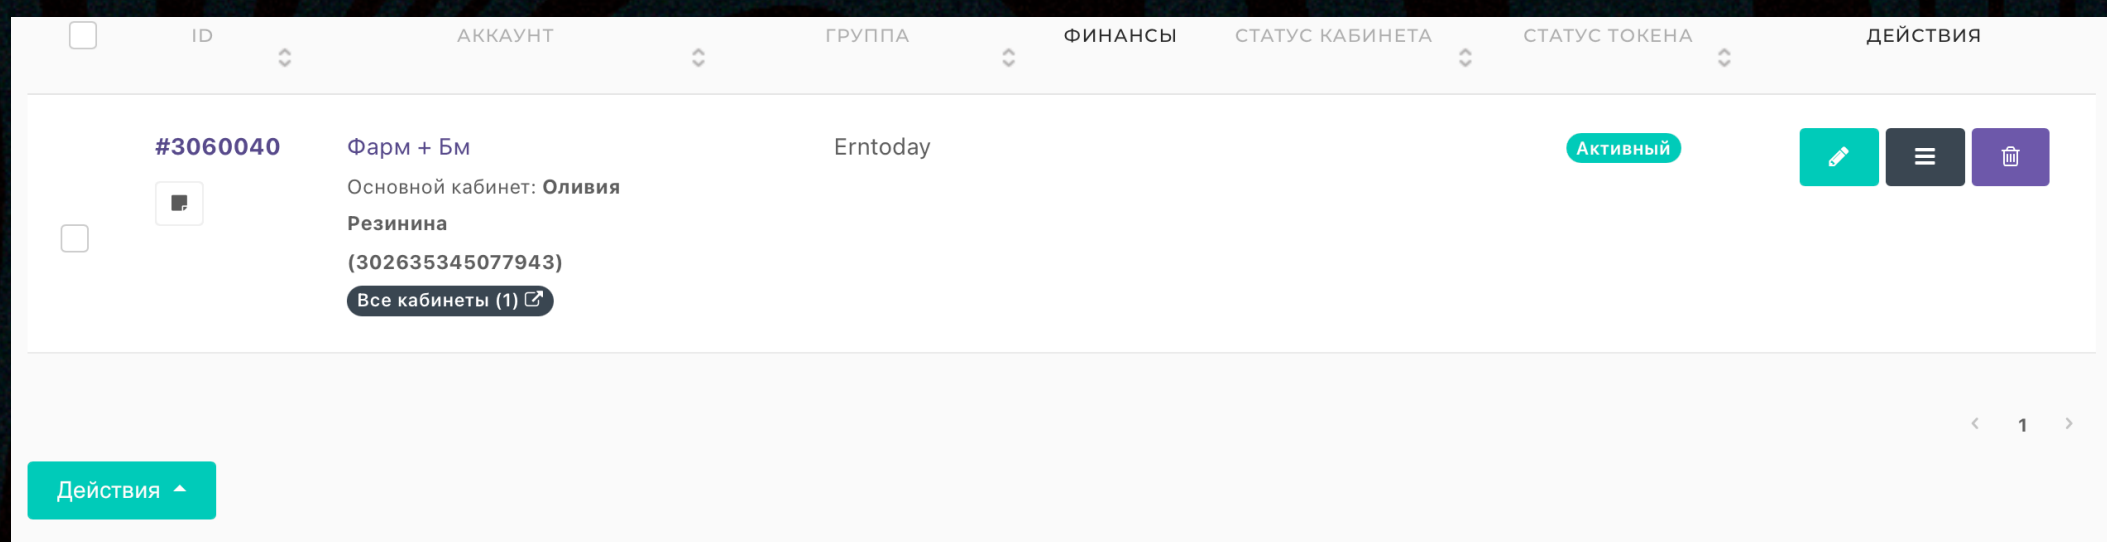 ID АККАУНТ ГРУППА ФИНАНСЫ СТАТУС КАБИНЕТА СТАТУС ТОКЕНА ДЕЙСТВИЯ
#3060040 Фарм + Бм Erntoday Активный
Основной кабинет: Оливия
Резинина
(302635345077943)
Все кабинеты (1)
1
Действия